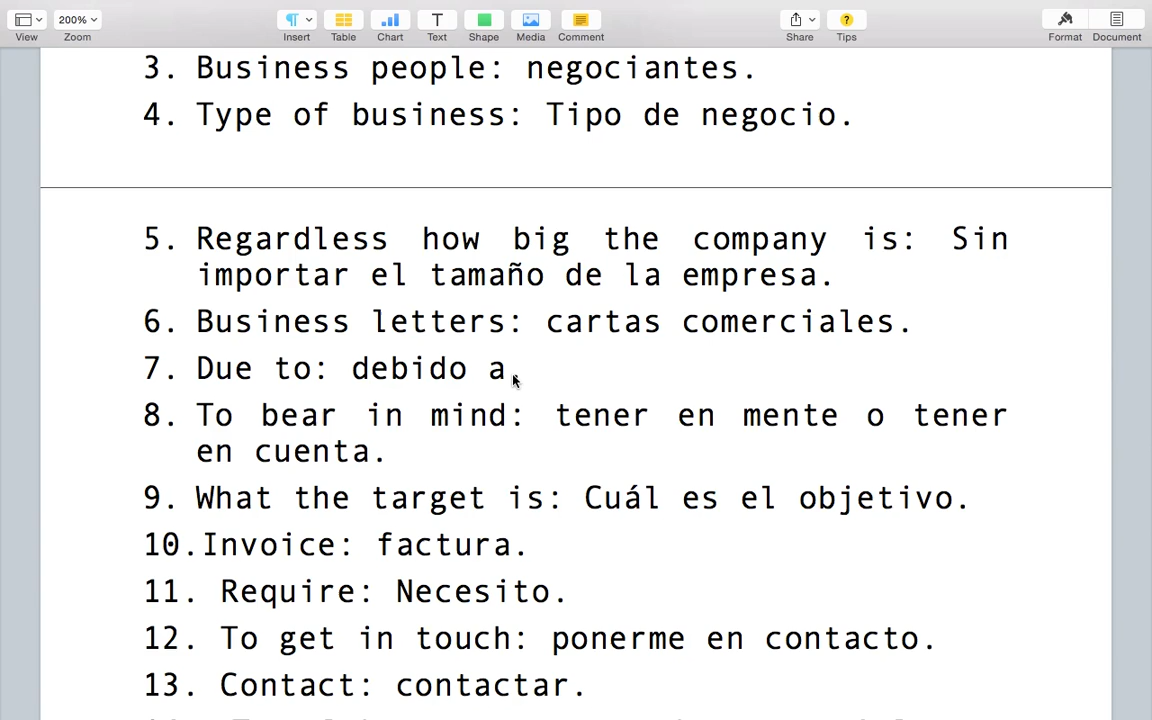 200%
View
Zoom
Insert
Table
Chart
Text
Shape
Media
Comment
Share
Tips
Format
Document
3. Business people: negociantes.
4. Type of business: Tipo de negocio.
5. Regardless how big the company is: Sin
importar el tamaño de la empresa.
6. Business letters: cartas comerciales.
7. Due to: debido a.
8. To bear in mind: tener en mente o tener
en cuenta.
9. What the target is: Cuál es el objetivo.
10.Invoice: factura.
11. Require: Necesito.
12. To get in touch: ponerme en contacto.
13. Contact: contactar.